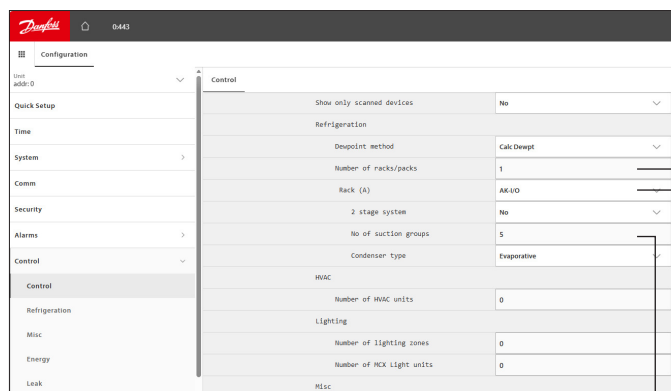 Danfoss 0:443
Configuration
Unit
addr: 0
Quick Setup
Time
System
Comm
Security
Alarms
Control
Control
Refrigeration
Misc
Energy
Leak
Control
Show only scanned devices No
Refrigeration
Dewpoint method Calc Dewpt
Number of racks/packs 1
Rack (A) AK-I/O
2 stage system No
No of suction groups 5
Condenser type Evaporative
HVAC
Number of HVAC units 0
Lighting
Number of lighting zones 0
Number of MCX Light units 0
Misc